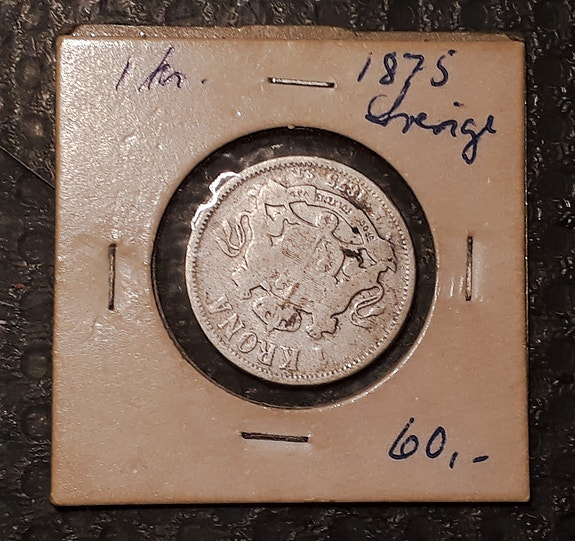 1 kr. 1875
Sverige
1 KRONA
60,-